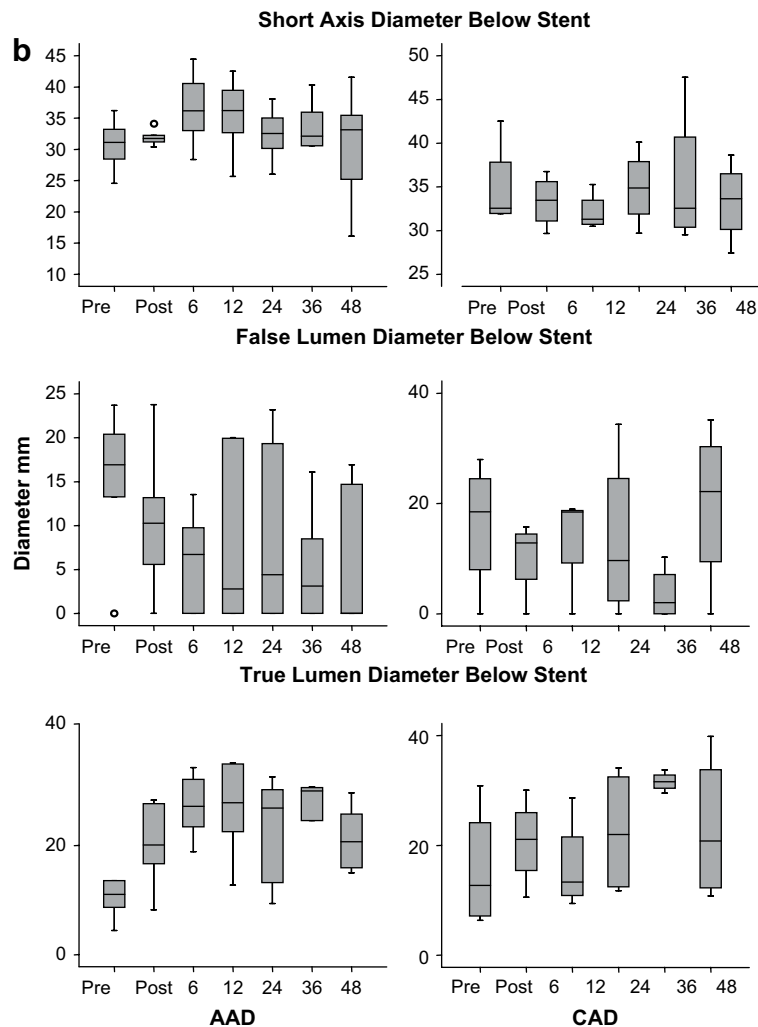 Short Axis Diameter Below Stent
b
45
40
35
30
25
20
15
10
Pre Post 6 12 24 36 48
50
45
40
35
30
25
Pre Post 6 12 24 36 48
False Lumen Diameter Below Stent
Diameter mm
25
20
15
10
5
0
Pre Post 6 12 24 36 48
40
20
0
Pre Post 6 12 24 36 48
True Lumen Diameter Below Stent
40
20
0
Pre Post 6 12 24 36 48
AAD
40
20
0
Pre Post 6 12 24 36 48
CAD